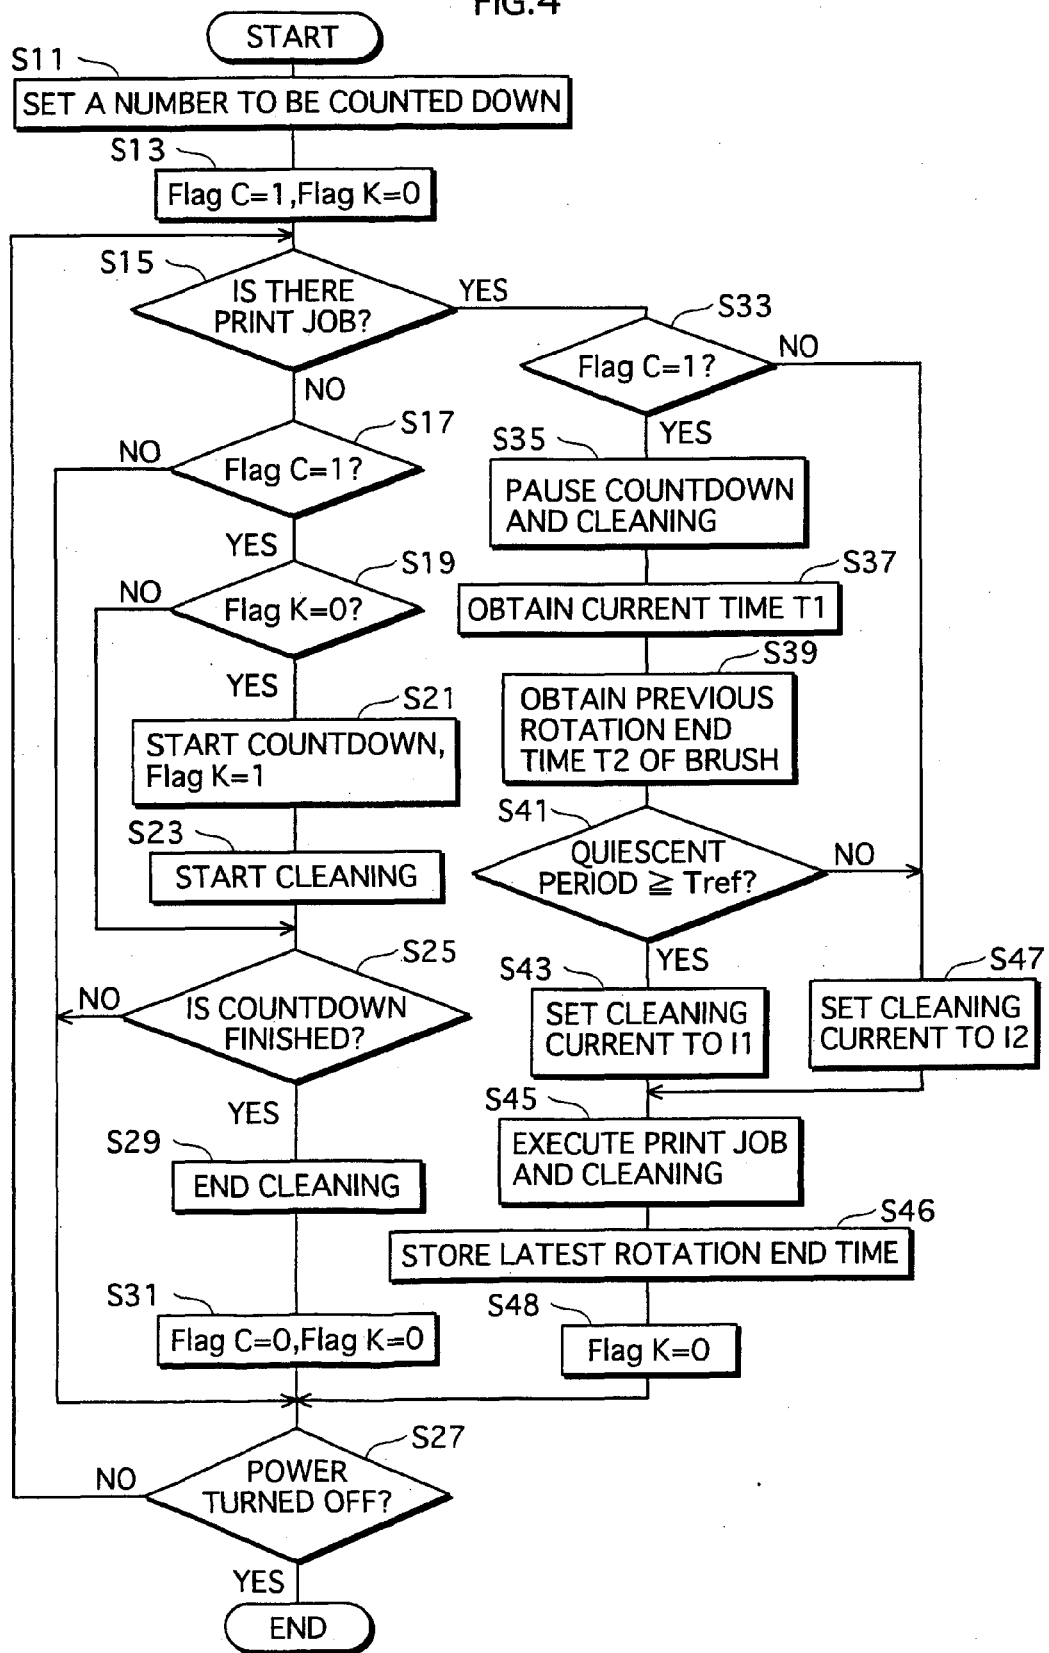 FIG.4
START
S11
SET A NUMBER TO BE COUNTED DOWN
S13
Flag C=1,Flag K=0
S15
IS THERE
PRINT JOB?
YES
NO
S33
Flag C=1?
NO
YES
S17
Flag C=1?
NO
YES
S35
PAUSE COUNTDOWN
AND CLEANING
S19
Flag K=0?
NO
YES
S37
OBTAIN CURRENT TIME T1
S39
OBTAIN PREVIOUS
ROTATION END
TIME T2 OF BRUSH
S21
START COUNTDOWN,
Flag K=1
S23
START CLEANING
S41
QUIESCENT
PERIOD ≧ Tref?
NO
YES
S25
IS COUNTDOWN
FINISHED?
NO
YES
S43
SET CLEANING
CURRENT TO I1
S47
SET CLEANING
CURRENT TO I2
S45
EXECUTE PRINT JOB
AND CLEANING
S29
END CLEANING
S46
STORE LATEST ROTATION END TIME
S31
Flag C=0,Flag K=0
S48
Flag K=0
S27
POWER
TURNED OFF?
NO
YES
END